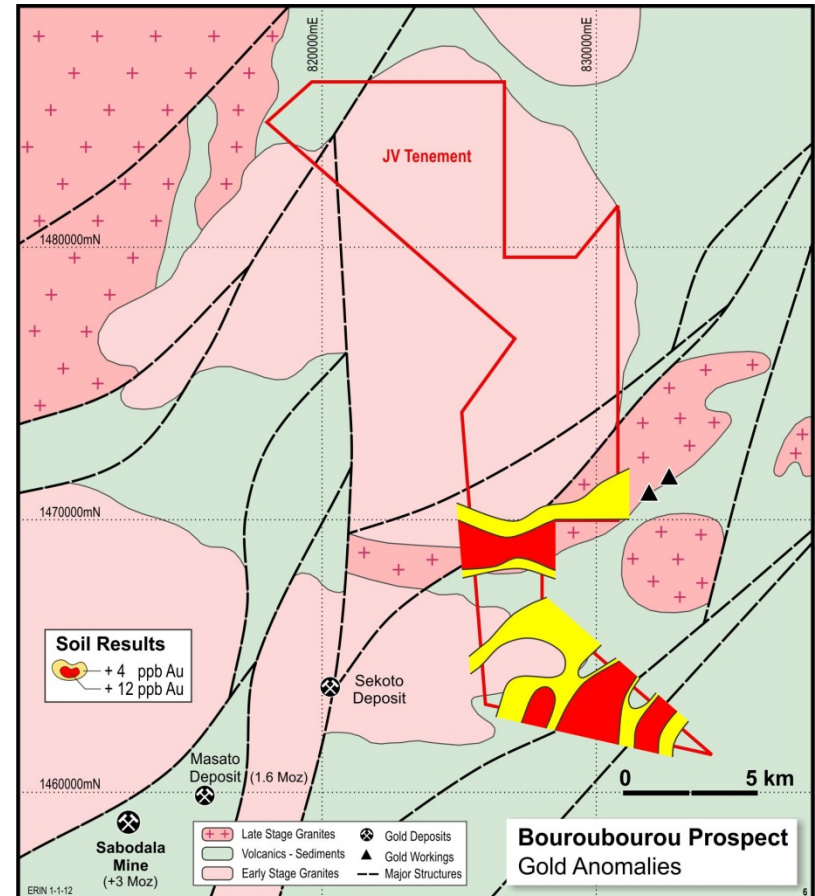 820000mE
830000mE
JV Tenement
1480000mN
1470000mN
Soil Results
+ 4 ppb Au
+ 12 ppb Au
Sekoto
Deposit
Masato
Deposit (1.6 Moz)
1460000mN
0 5 km
Sabodala
Mine
(+3 Moz)
Late Stage Granites
Volcanics - Sediments
Early Stage Granites
Gold Deposits
Gold Workings
Major Structures
Bouroubourou Prospect
Gold Anomalies
ERIN 1-1-12
6